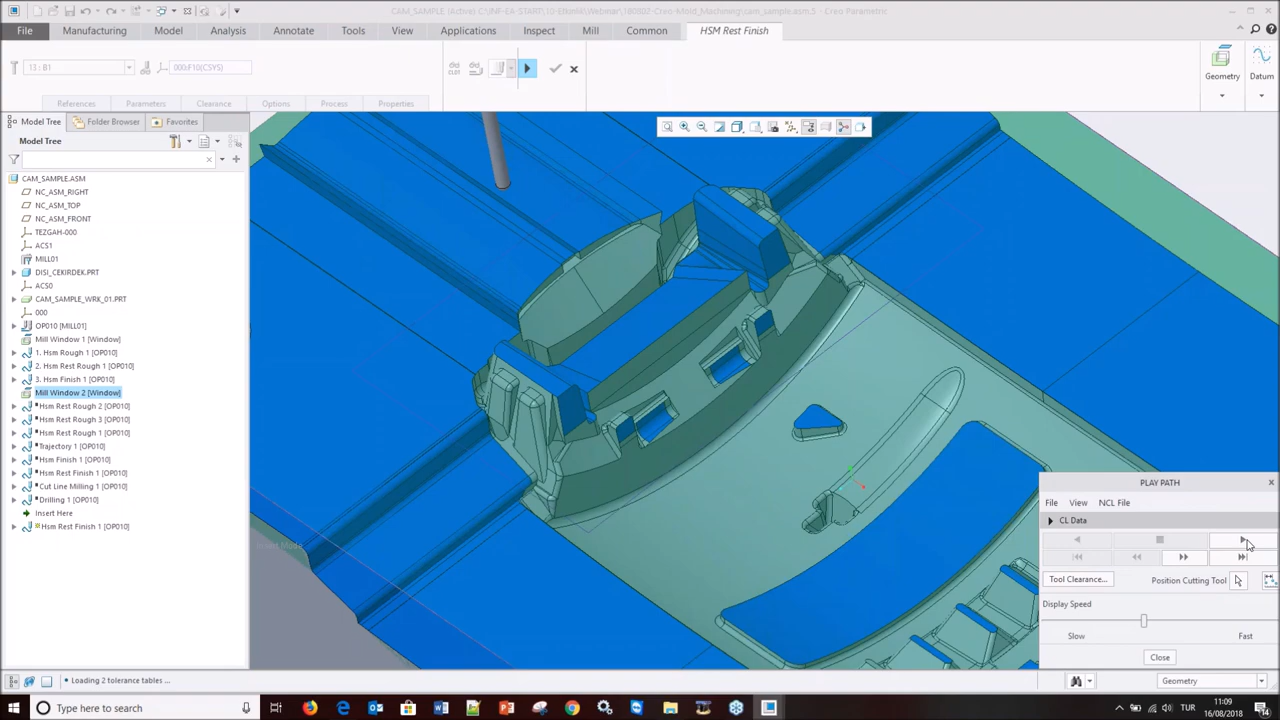 CAM_SAMPLE (Active) C:\INF-EA-START\10-Etkinlik\Webinar\180802-Creo-Mold_Machining\cam_sample.asm.5 - Creo Parametric
File Manufacturing Model Analysis Annotate Tools View Applications Inspect Mill Common HSM Rest Finish
13 : B1 000:F10(CSYS)
Geometry Datum
References Parameters Clearance Options Process Properties
Model Tree Folder Browser Favorites
Model Tree
CAM_SAMPLE.ASM
NC_ASM_RIGHT
NC_ASM_TOP
NC_ASM_FRONT
TEZGAH-000
ACS1
MILL01
DISI_CEKIRDEK.PRT
ACS0
CAM_SAMPLE_WRK_01.PRT
000
OP010 [MILL01]
Mill Window 1 [Window]
1. Hsm Rough 1 [OP010]
2. Hsm Rest Rough 1 [OP010]
3. Hsm Finish 1 [OP010]
Mill Window 2 [Window]
Hsm Rest Rough 2 [OP010]
Hsm Rest Rough 3 [OP010]
Hsm Rest Rough 1 [OP010]
Trajectory 1 [OP010]
Hsm Finish 1 [OP010]
Hsm Rest Finish 1 [OP010]
Cut Line Milling 1 [OP010]
Drilling 1 [OP010]
Insert Here
Hsm Rest Finish 1 [OP010]
Insert Mode
PLAY PATH
File View NCL File
CL Data
Tool Clearance... Position Cutting Tool
Display Speed
Slow Fast
Close
Loading 2 tolerance tables ...
Geometry
Type here to search
TUR
11:09
16/08/2018